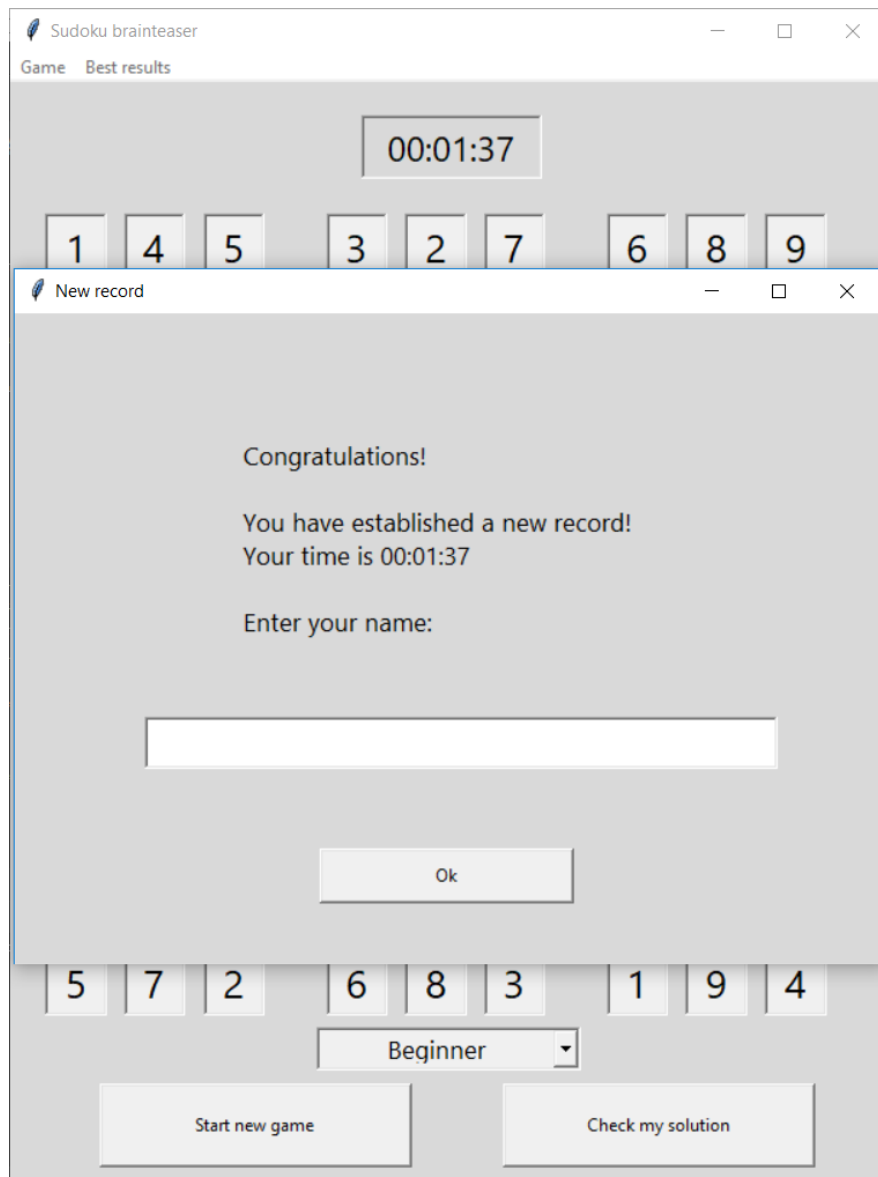 Sudoku brainteaser
Game Best results
00:01:37
1 4 5 3 2 7 6 8 9
New record
Congratulations!
You have established a new record!
Your time is 00:01:37
Enter your name:
Ok
5 7 2 6 8 3 1 9 4
Beginner
Start new game Check my solution